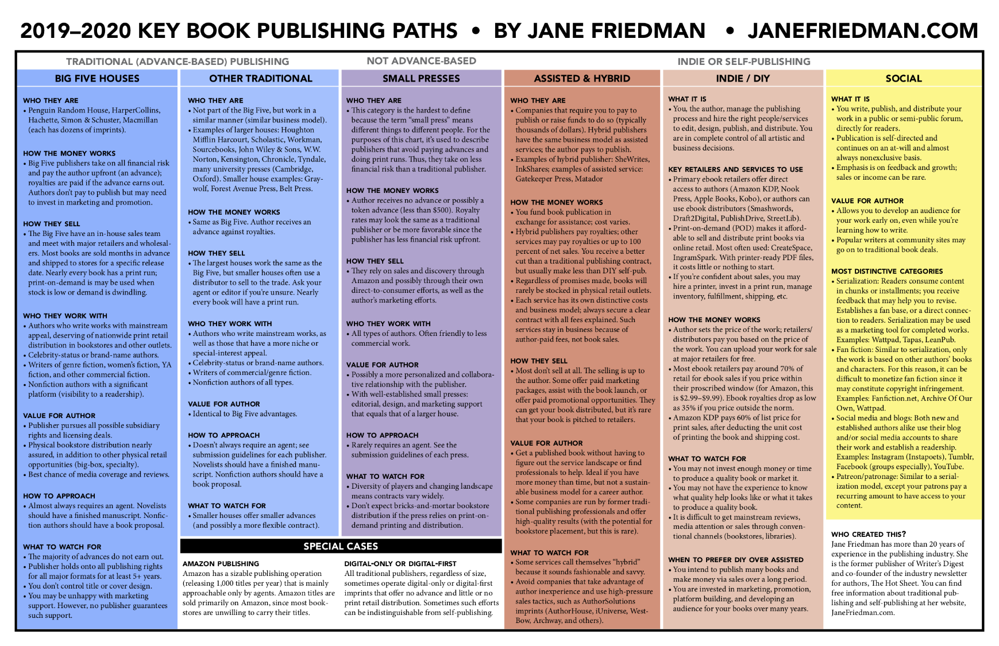 2019–2020 KEY BOOK PUBLISHING PATHS • BY JANE FRIEDMAN • JANEFRIEDMAN.COM
TRADITIONAL (ADVANCE-BASED) PUBLISHING
NOT ADVANCE-BASED
INDIE OR SELF-PUBLISHING
BIG FIVE HOUSES
WHO THEY ARE
• Penguin Random House, HarperCollins,
Hachette, Simon & Schuster, Macmillan
(each has dozens of imprints).
HOW THE MONEY WORKS
• Big Five publishers take on all financial risk
and pay the author upfront (an advance);
royalties are paid if the advance earns out.
Authors don't pay to publish but may need
to invest in marketing and promotion.
HOW THEY SELL
• The Big Five have an in-house sales team
and meet with major retailers and wholesal-
ers. Most books are sold months in advance
and shipped to stores for a specific release
date. Nearly every book has a print run;
print-on-demand is may be used when
stock is low or demand is dwindling.
WHO THEY WORK WITH
• Authors who write works with mainstream
appeal, deserving of nationwide print retail
distribution in bookstores and other outlets.
• Celebrity-status or brand-name authors.
• Writers of genre fiction, women's fiction, YA
fiction, and other commercial fiction.
• Nonfiction authors with a significant
platform (visibility to a readership).
VALUE FOR AUTHOR
• Publisher pursues all possible subsidiary
rights and licensing deals.
• Physical bookstore distribution nearly
assured, in addition to other physical retail
opportunities (big-box, specialty).
• Best chance of media coverage and reviews.
HOW TO APPROACH
• Almost always requires an agent. Novelists
should have a finished manuscript. Nonfic-
tion authors should have a book proposal.
WHAT TO WATCH FOR
• The majority of advances do not earn out.
• Publisher holds onto all publishing rights
for all major formats for at least 5+ years.
• You don't control title or cover design.
• You may be unhappy with marketing
support. However, no publisher guarantees
such support.
OTHER TRADITIONAL
WHO THEY ARE
• Not part of the Big Five, but work in a
similar manner (similar business model).
• Examples of larger houses: Houghton
Mifflin Harcourt, Scholastic, Workman,
Sourcebooks, John Wiley & Sons, W.W.
Norton, Kensington, Chronicle, Tyndale,
many university presses (Cambridge,
Oxford). Smaller house examples: Gray-
wolf, Forest Avenue Press, Belt Press.
HOW THE MONEY WORKS
• Same as Big Five. Author receives an
advance against royalties.
HOW THEY SELL
• The largest houses work the same as the
Big Five, but smaller houses often use a
distributor to sell to the trade. Ask your
agent or editor if you're unsure. Nearly
every book will have a print run.
WHO THEY WORK WITH
• Authors who write mainstream works, as
well as those that have a more niche or
special-interest appeal.
• Celebrity-status or brand-name authors.
• Writers of commercial/genre fiction.
• Nonfiction authors of all types.
VALUE FOR AUTHOR
• Identical to Big Five advantages.
HOW TO APPROACH
• Doesn't always require an agent; see
submission guidelines for each publisher.
Novelists should have a finished manu-
script. Nonfiction authors should have a
book proposal.
WHAT TO WATCH FOR
• Smaller houses offer smaller advances
(and possibly a more flexible contract).
SMALL PRESSES
WHO THEY ARE
• This category is the hardest to define
because the term “small press” means
different things to different people. For the
purposes of this chart, it's used to describe
publishers that avoid paying advances and
doing print runs. Thus, they take on less
financial risk than a traditional publisher.
HOW THE MONEY WORKS
• Author receives no advance or possibly a
token advance (less than $500). Royalty
rates may look the same as a traditional
publisher or be more favorable since the
publisher has less financial risk upfront.
HOW THEY SELL
• They rely on sales and discovery through
Amazon and possibly through their own
direct-to-consumer efforts, as well as the
author's marketing efforts.
WHO THEY WORK WITH
• All types of authors. Often friendly to less
commercial work.
VALUE FOR AUTHOR
• Possibly a more personalized and collabora-
tive relationship with the publisher.
• With well-established small presses:
editorial, design, and marketing support
that equals that of a larger house.
HOW TO APPROACH
• Rarely requires an agent. See the
submission guidelines of each press.
WHAT TO WATCH FOR
• Diversity of players and changing landscape
means contracts vary widely.
• Don't expect bricks-and-mortar bookstore
distribution if the press relies on print-on-
demand printing and distribution.
SPECIAL CASES
AMAZON PUBLISHING
Amazon has a sizable publishing operation
(releasing 1,000 titles per year) that is mainly
approachable only by agents. Amazon titles are
sold primarily on Amazon, since most book-
stores are unwilling to carry their titles.
DIGITAL-ONLY OR DIGITAL-FIRST
All traditional publishers, regardless of size,
sometimes operate digital-only or digital-first
imprints that offer no advance and little or no
print retail distribution. Sometimes such efforts
can be indistinguishable from self-publishing.
ASSISTED & HYBRID
WHO THEY ARE
• Companies that require you to pay to
publish or raise funds to do so (typically
thousands of dollars). Hybrid publishers
have the same business model as assisted
services; the author pays to publish.
• Examples of hybrid publisher: SheWrites,
InkShares; examples of assisted service:
Gatekeeper Press, Matador
HOW THE MONEY WORKS
• You fund book publication in
exchange for assistance; cost varies.
• Hybrid publishers pay royalties; other
services may pay royalties or up to 100
percent of net sales. You receive a better
cut than a traditional publishing contract,
but usually make less than DIY self-pub.
• Regardless of promises made, books will
rarely be stocked in physical retail outlets.
• Each service has its own distinctive costs
and business model; always secure a clear
contract with all fees explained. Such
services stay in business because of
author-paid fees, not book sales.
HOW THEY SELL
• Most don't sell at all. The selling is up to
the author. Some offer paid marketing
packages, assist with the book launch, or
offer paid promotional opportunities. They
can get your book distributed, but it's rare
that your book is pitched to retailers.
VALUE FOR AUTHOR
• Get a published book without having to
figure out the service landscape or find
professionals to help. Ideal if you have
more money than time, but not a sustain-
able business model for a career author.
• Some companies are run by former tradi-
tional publishing professionals and offer
high-quality results (with the potential for
bookstore placement, but this is rare).
WHAT TO WATCH FOR
• Some services call themselves “hybrid”
because it sounds fashionable and savvy.
• Avoid companies that take advantage of
author inexperience and use high-pressure
sales tactics, such as AuthorSolutions
imprints (AuthorHouse, iUniverse, West-
Bow, Archway, and others).
INDIE / DIY
WHAT IT IS
• You, the author, manage the publishing
process and hire the right people/services
to edit, design, publish, and distribute. You
are in complete control of all artistic and
business decisions.
KEY RETAILERS AND SERVICES TO USE
• Primary ebook retailers offer direct
access to authors (Amazon KDP, Nook
Press, Apple Books, Kobo), or authors can
use ebook distributors (Smashwords,
Draft2Digital, PublishDrive, StreetLib).
• Print-on-demand (POD) makes it afford-
able to sell and distribute print books via
online retail. Most often used: CreateSpace,
IngramSpark. With printer-ready PDF files,
it costs little or nothing to start.
• If you're confident about sales, you may
hire a printer, invest in a print run, manage
inventory, fulfillment, shipping, etc.
HOW THE MONEY WORKS
• Author sets the price of the work; retailers/
distributors pay you based on the price of
the work. You can upload your work for sale
at major retailers for free.
• Most ebook retailers pay around 70% of
retail for ebook sales if you price within
their proscribed window (for Amazon, this
is $2.99–$9.99). Ebook royalties drop as low
as 35% if you price outside the norm.
• Amazon KDP pays 60% of list price for
print sales, after deducting the unit cost
of printing the book and shipping cost.
WHAT TO WATCH FOR
• You may not invest enough money or time
to produce a quality book or market it.
• You may not have the experience to know
what quality help looks like or what it takes
to produce a quality book.
• It is difficult to get mainstream reviews,
media attention or sales through conven-
tional channels (bookstores, libraries).
WHEN TO PREFER DIY OVER ASSISTED
• You intend to publish many books and
make money via sales over a long period.
• You are invested in marketing, promotion,
platform building, and developing an
audience for your books over many years.
SOCIAL
WHAT IT IS
• You write, publish, and distribute your
work in a public or semi-public forum,
directly for readers.
• Publication is self-directed and
continues on an at-will and almost
always nonexclusive basis.
• Emphasis is on feedback and growth;
sales or income can be rare.
VALUE FOR AUTHOR
• Allows you to develop an audience for
your work early on, even while you're
learning how to write.
• Popular writers at community sites may
go on to traditional book deals.
MOST DISTINCTIVE CATEGORIES
• Serialization: Readers consume content
in chunks or installments; you receive
feedback that may help you to revise.
Establishes a fan base, or a direct connec-
tion to readers. Serialization may be used
as a marketing tool for completed works.
Examples: Wattpad, Tapas, LeanPub.
• Fan fiction: Similar to serialization, only
the work is based on other authors' books
and characters. For this reason, it can be
difficult to monetize fan fiction since it
may constitute copyright infringement.
Examples: Fanfiction.net, Archive Of Our
Own, Wattpad.
• Social media and blogs: Both new and
established authors alike use their blog
and/or social media accounts to share
their work and establish a readership.
Examples: Instagram (Instapoets), Tumblr,
Facebook (groups especially), YouTube.
• Patreon/patronage: Similar to a serial-
ization model, except your patrons pay a
recurring amount to have access to your
content.
WHO CREATED THIS?
Jane Friedman has more than 20 years of
experience in the publishing industry. She
is the former publisher of Writer's Digest
and co-founder of the industry newsletter
for authors, The Hot Sheet. You can find
free information about traditional pub-
lishing and self-publishing at her website,
JaneFriedman.com.